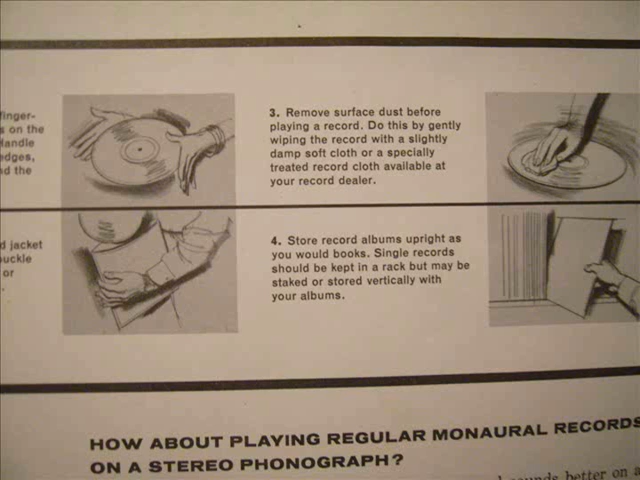 finger-
s on the
Handle
edges,
nd the
3. Remove surface dust before
playing a record. Do this by gently
wiping the record with a slightly
damp soft cloth or a specially
treated record cloth available at
your record dealer.
d jacket
buckle
or
.
4. Store record albums upright as
you would books. Single records
should be kept in a rack but may be
staked or stored vertically with
your albums.
HOW ABOUT PLAYING REGULAR MONAURAL RECORDS
ON A STEREO PHONOGRAPH?
sounds better on a